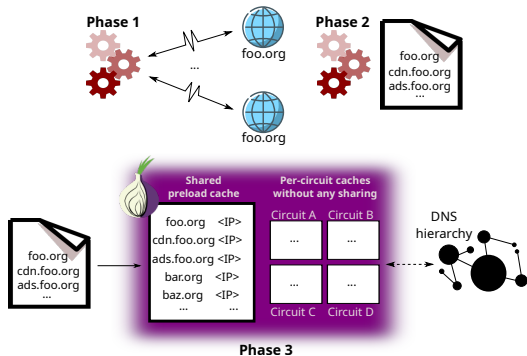 Phase 1
foo.org
...
foo.org
Phase 2
foo.org
cdn.foo.org
ads.foo.org
...
foo.org
cdn.foo.org
ads.foo.org
...
Shared
preload cache
foo.org <IP>
cdn.foo.org <IP>
ads.foo.org <IP>
bar.org <IP>
baz.org <IP>
... ...
Per-circuit caches
without any sharing
Circuit A Circuit B
... ...
... ...
Circuit C Circuit D
DNS
hierarchy
Phase 3